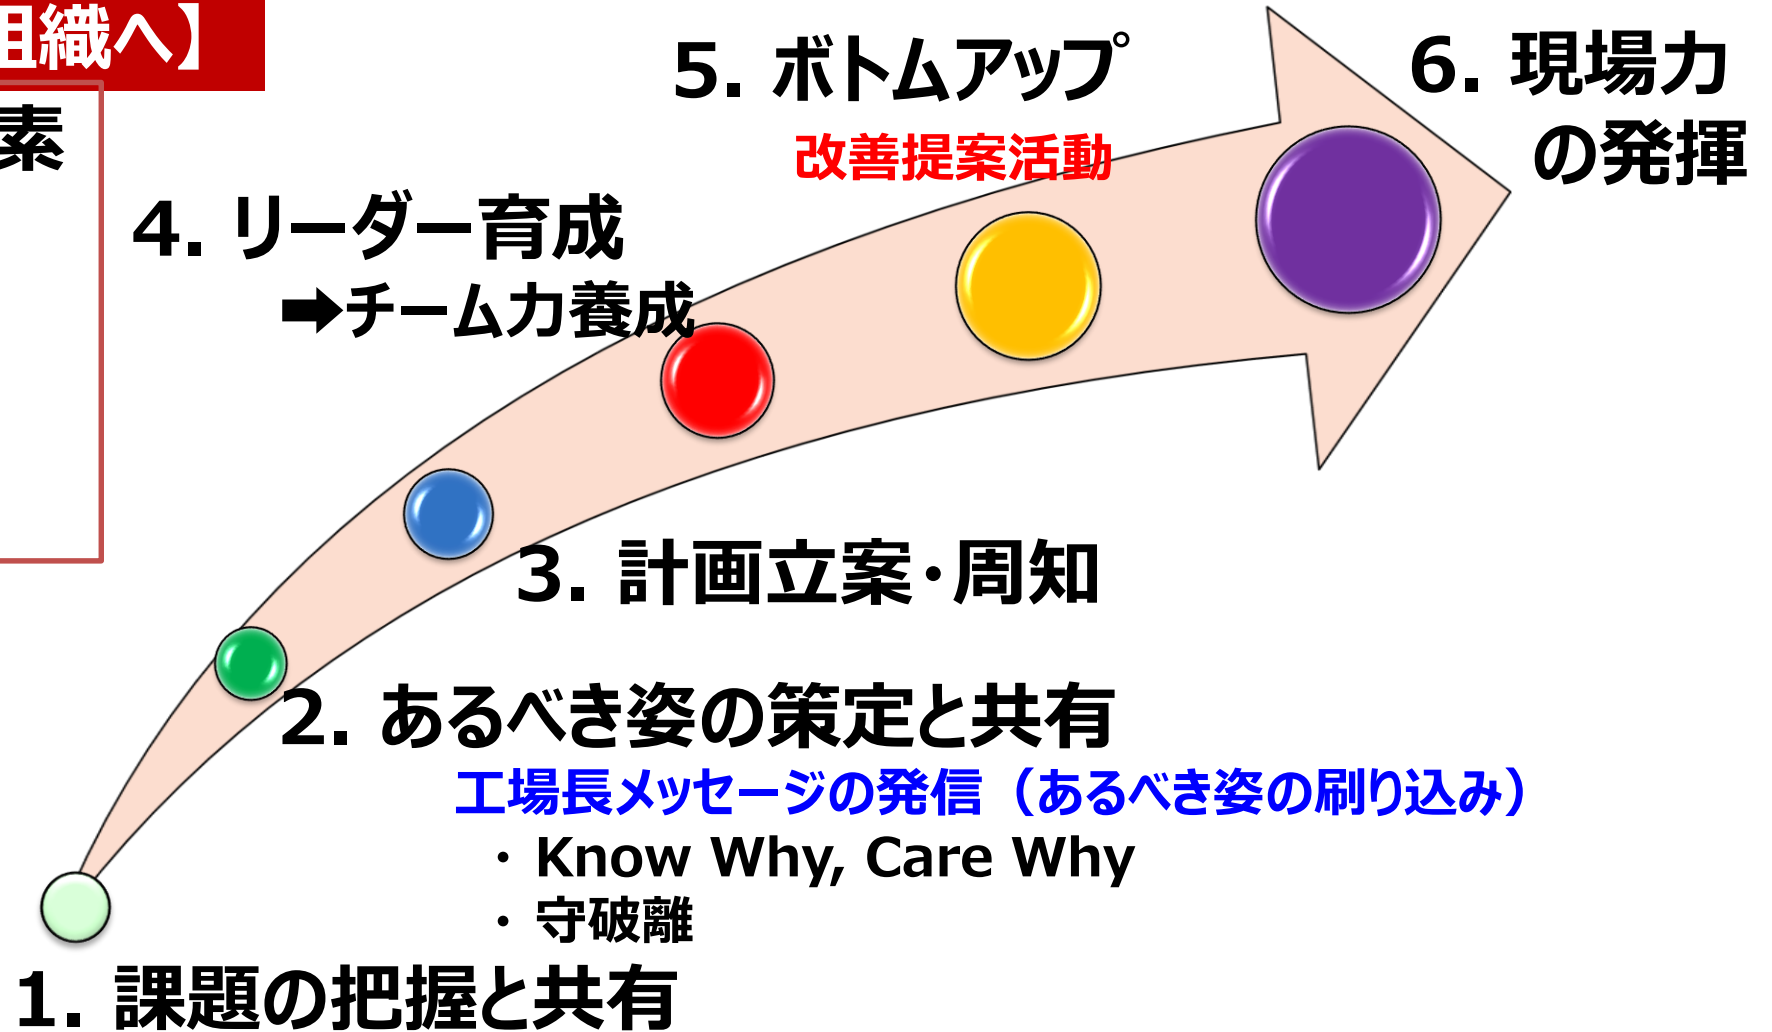 組織へ】
素
5. ボトムアップ
改善提案活動
6. 現場力
の発揮
4. リーダー育成
➡チーム力養成
3. 計画立案・周知
2. あるべき姿の策定と共有
工場長メッセージの発信（あるべき姿の刷り込み）
・ Know Why, Care Why
・ 守破離
1. 課題の把握と共有